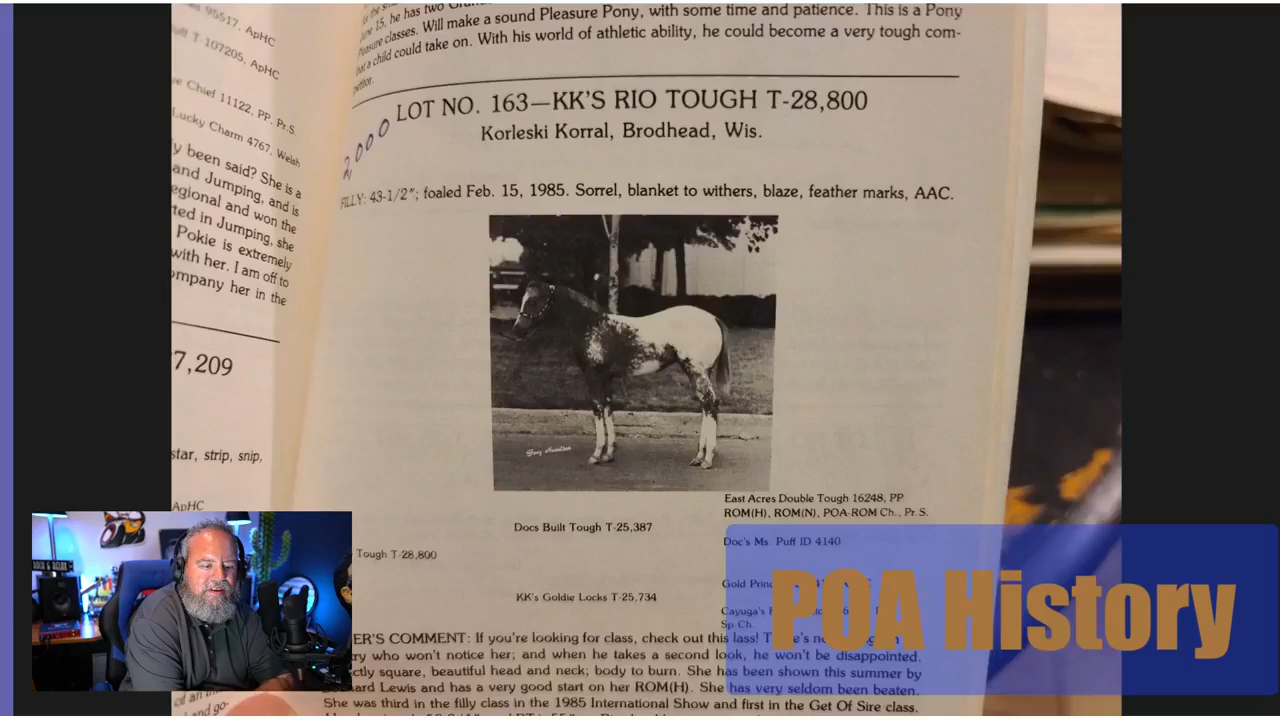 s 95517, ApHC
T-107205, ApHC
Chief 11122, PP, Pr.S.
Lucky Charm 4767, Welsh
y been said? She is a
and Jumping, and is
egional and won the
ted in Jumping, she
Pokie is extremely
with her. I am off to
ompany her in the
7,209
star, strip, snip,
ApHC
June 15, he has two
Pleasure classes. Will make a sound Pleasure Pony, with some time and patience. This is a Pony
that a child could take on. With his world of athletic ability, he could become a very tough com-
petitor.
2,000
LOT NO. 163—KK'S RIO TOUGH T-28,800
Korleski Korral, Brodhead, Wis.
FILLY: 43-1/2"; foaled Feb. 15, 1985. Sorrel, blanket to withers, blaze, feather marks, AAC.
East Acres Double Tough 16248, PP
ROM(H), ROM(N), POA-ROM Ch., Pr.S.
Docs Built Tough T-25,387
Doc's Ms. Puff ID 4140
Tough T-28,800
Gold
KK's Goldie Locks T-25,734
Cayuga's
Sp Ch.
ER'S COMMENT: If you're looking for class, check out this lass!
ry who won't notice her; and when he takes a second look, he won't be disappointed.
ctly square, beautiful head and neck; body to burn. She has been shown this summer by
ard Lewis and has a very good start on her ROM(H). She has very seldom been beaten.
She was third in the filly class in the 1985 International Show and first in the Get Of Sire class.
POA History